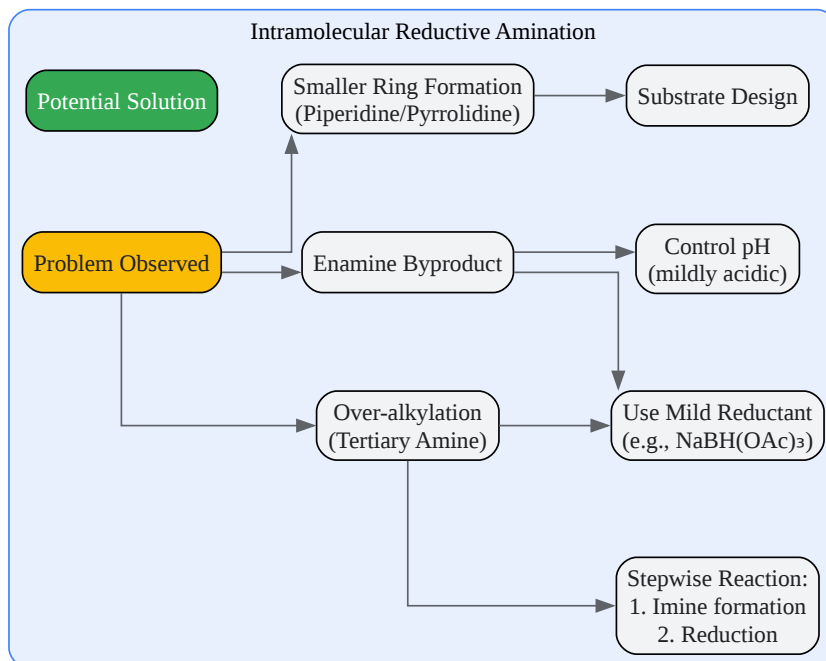 Intramolecular Reductive Amination
Potential Solution
Smaller Ring Formation
(Piperidine/Pyrrolidine)
Substrate Design
Problem Observed
Enamine Byproduct
Control pH
(mildly acidic)
Over-alkylation
(Tertiary Amine)
Use Mild Reductant
(e.g., NaBH(OAc)₃)
Stepwise Reaction:
1. Imine formation
2. Reduction